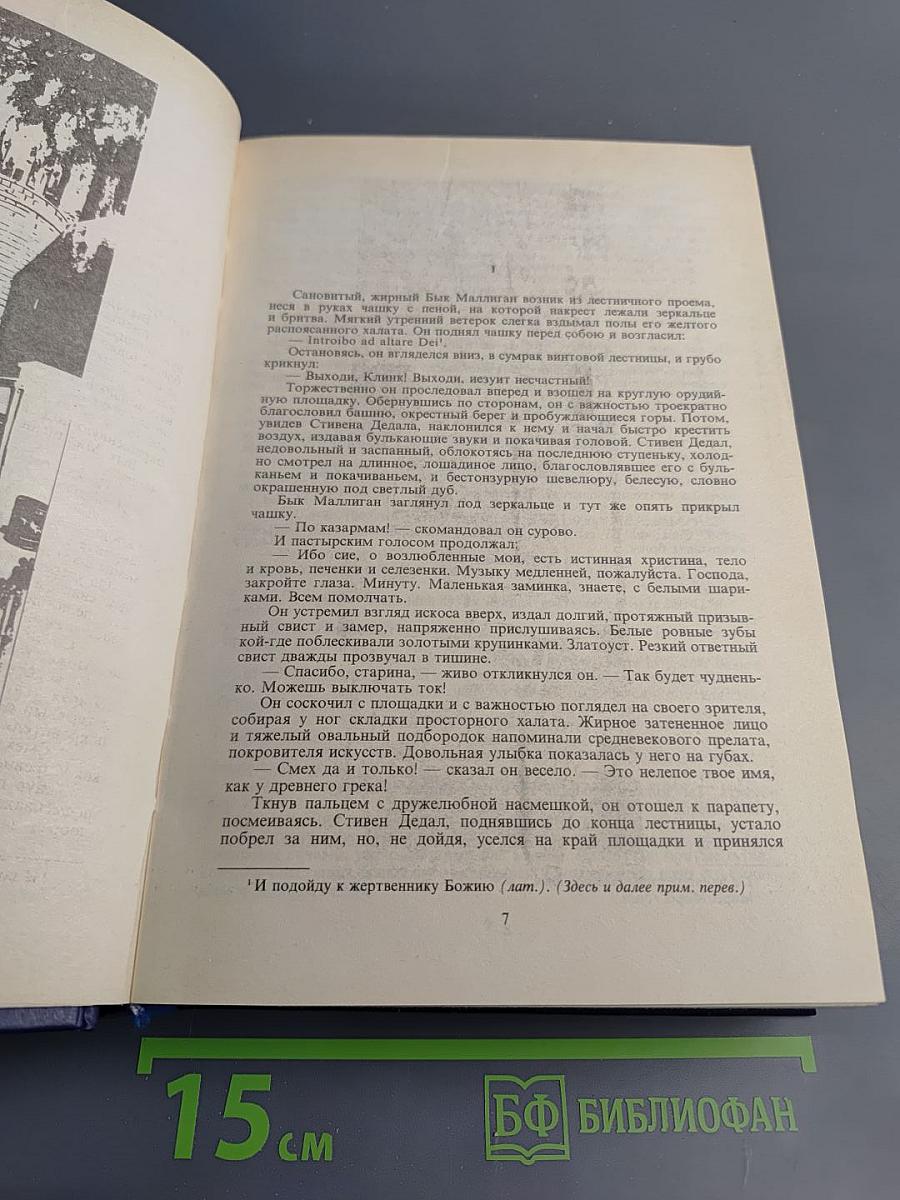 1
Сановитый, жирный Бык Маллиган возник из лестничного проема,
неся в руках чашку с пеной, на которой накрест лежали зеркальце
и бритва. Мягкий утренний ветерок слегка вздымал полы его желтого
распоясанного халата. Он поднял чашку перед собою и возгласил:
— Introibo ad altare Dei¹.
Остановясь, он вгляделся вниз, в сумрак винтовой лестницы, и грубо
крикнул:
— Выходи, Клинк! Выходи, иезуит несчастный!
Торжественно он проследовал вперед и взошел на круглую орудий-
ную площадку. Обернувшись по сторонам, он с важностью троекратно
благословил башню, окрестный берег и пробуждающиеся горы. Потом,
увидев Стивена Дедала, наклонился к нему и начал быстро крестить
воздух, издавая булькающие звуки и покачивая головой. Стивен Дедал,
недовольный и заспанный, облокотясь на последнюю ступеньку, холод-
но смотрел на длинное, лошадиное лицо, благословлявшее его с буль-
каньем и покачиваньем, и бестонзурную шевелюру, белесую, словно
окрашенную под светлый дуб.
Бык Маллиган заглянул под зеркальце и тут же опять прикрыл
чашку.
— По казармам! — скомандовал он сурово.
И пастырским голосом продолжал:
— Ибо сие, о возлюбленные мои, есть истинная христина, тело
и кровь, печенки и селезенки. Музыку медленней, пожалуйста. Господа,
закройте глаза. Минуту. Маленькая заминка, знаете, с белыми шари-
ками. Всем помолчать.
Он устремил взгляд искоса вверх, издал долгий, протяжный призыв-
ный свист и замер, напряженно прислушиваясь. Белые ровные зубы
кой-где поблескивали золотыми крупинками. Златоуст. Резкий ответный
свист дважды прозвучал в тишине.
— Спасибо, старина, — живо откликнулся он. — Так будет чуднень-
ко. Можешь выключать ток!
Он соскочил с площадки и с важностью поглядел на своего зрителя,
собирая у ног складки просторного халата. Жирное затененное лицо
и тяжелый овальный подбородок напоминали средневекового прелата,
покровителя искусств. Довольная улыбка показалась у него на губах.
— Смех да и только! — сказал он весело. — Это нелепое твое имя,
как у древнего грека!
Ткнув пальцем с дружелюбной насмешкой, он отошел к парапету,
посмеиваясь. Стивен Дедал, поднявшись до конца лестницы, устало
побрел за ним, но, не дойдя, уселся на край площадки и принялся
¹ И подойду к жертвеннику Божию (лат.). (Здесь и далее прим. перев.)
7
15 см
БФ БИБЛИОФАН